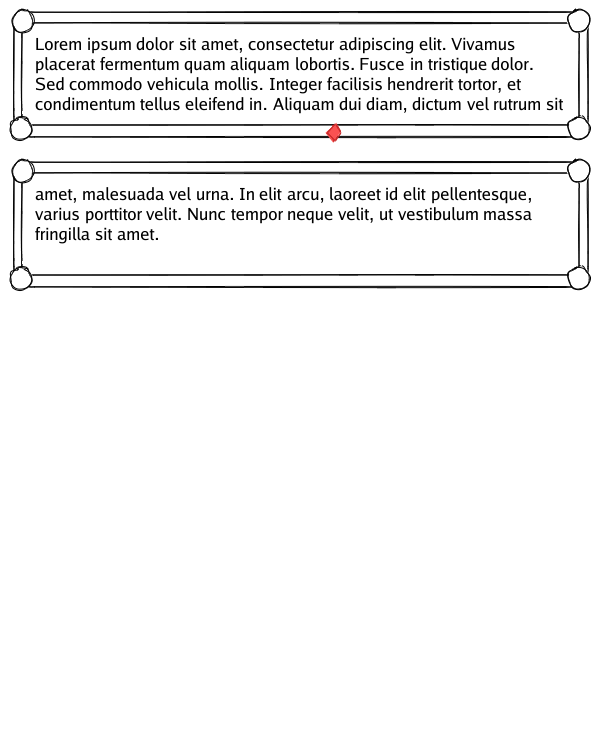 Lorem ipsum dolor sit amet, consectetur adipiscing elit. Vivamus
placerat fermentum quam aliquam lobortis. Fusce in tristique dolor.
Sed commodo vehicula mollis. Integer facilisis hendrerit tortor, et
condimentum tellus eleifend in. Aliquam dui diam, dictum vel rutrum sit
amet, malesuada vel urna. In elit arcu, laoreet id elit pellentesque,
varius porttitor velit. Nunc tempor neque velit, ut vestibulum massa
fringilla sit amet.